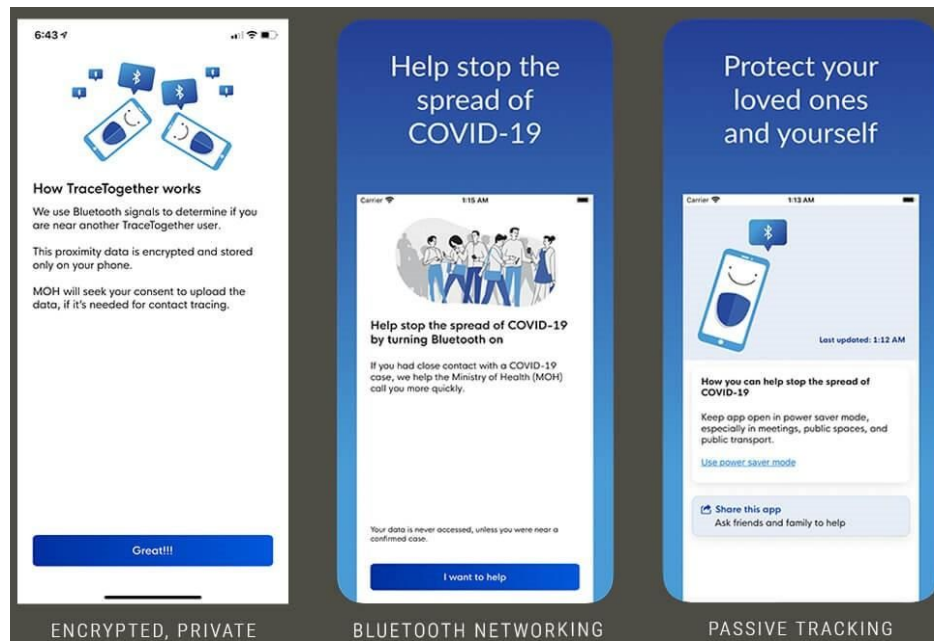 6:43
How TraceTogether works
We use Bluetooth signals to determine if you
are near another TraceTogether user.
This proximity data is encrypted and stored
only on your phone.
MOH will seek your consent to upload the
data, if it's needed for contact tracing.
Great!!!
ENCRYPTED, PRIVATE
Help stop the
spread of
COVID-19
Carrier
1:15 AM
Help stop the spread of COVID-19
by turning Bluetooth on
If you had close contact with a COVID-19
case, we help the Ministry of Health (MOH)
call you more quickly.
Your data is never accessed, unless you were near a
confirmed case.
I want to help
BLUETOOTH NETWORKING
Protect your
loved ones
and yourself
Carrier
1:13 AM
Last updated: 1:12 AM
How you can help stop the spread of
COVID-19
Keep app open in power saver mode,
especially in meetings, public spaces, and
public transport.
Use power saver mode
Share this app
Ask friends and family to help
PASSIVE TRACKING